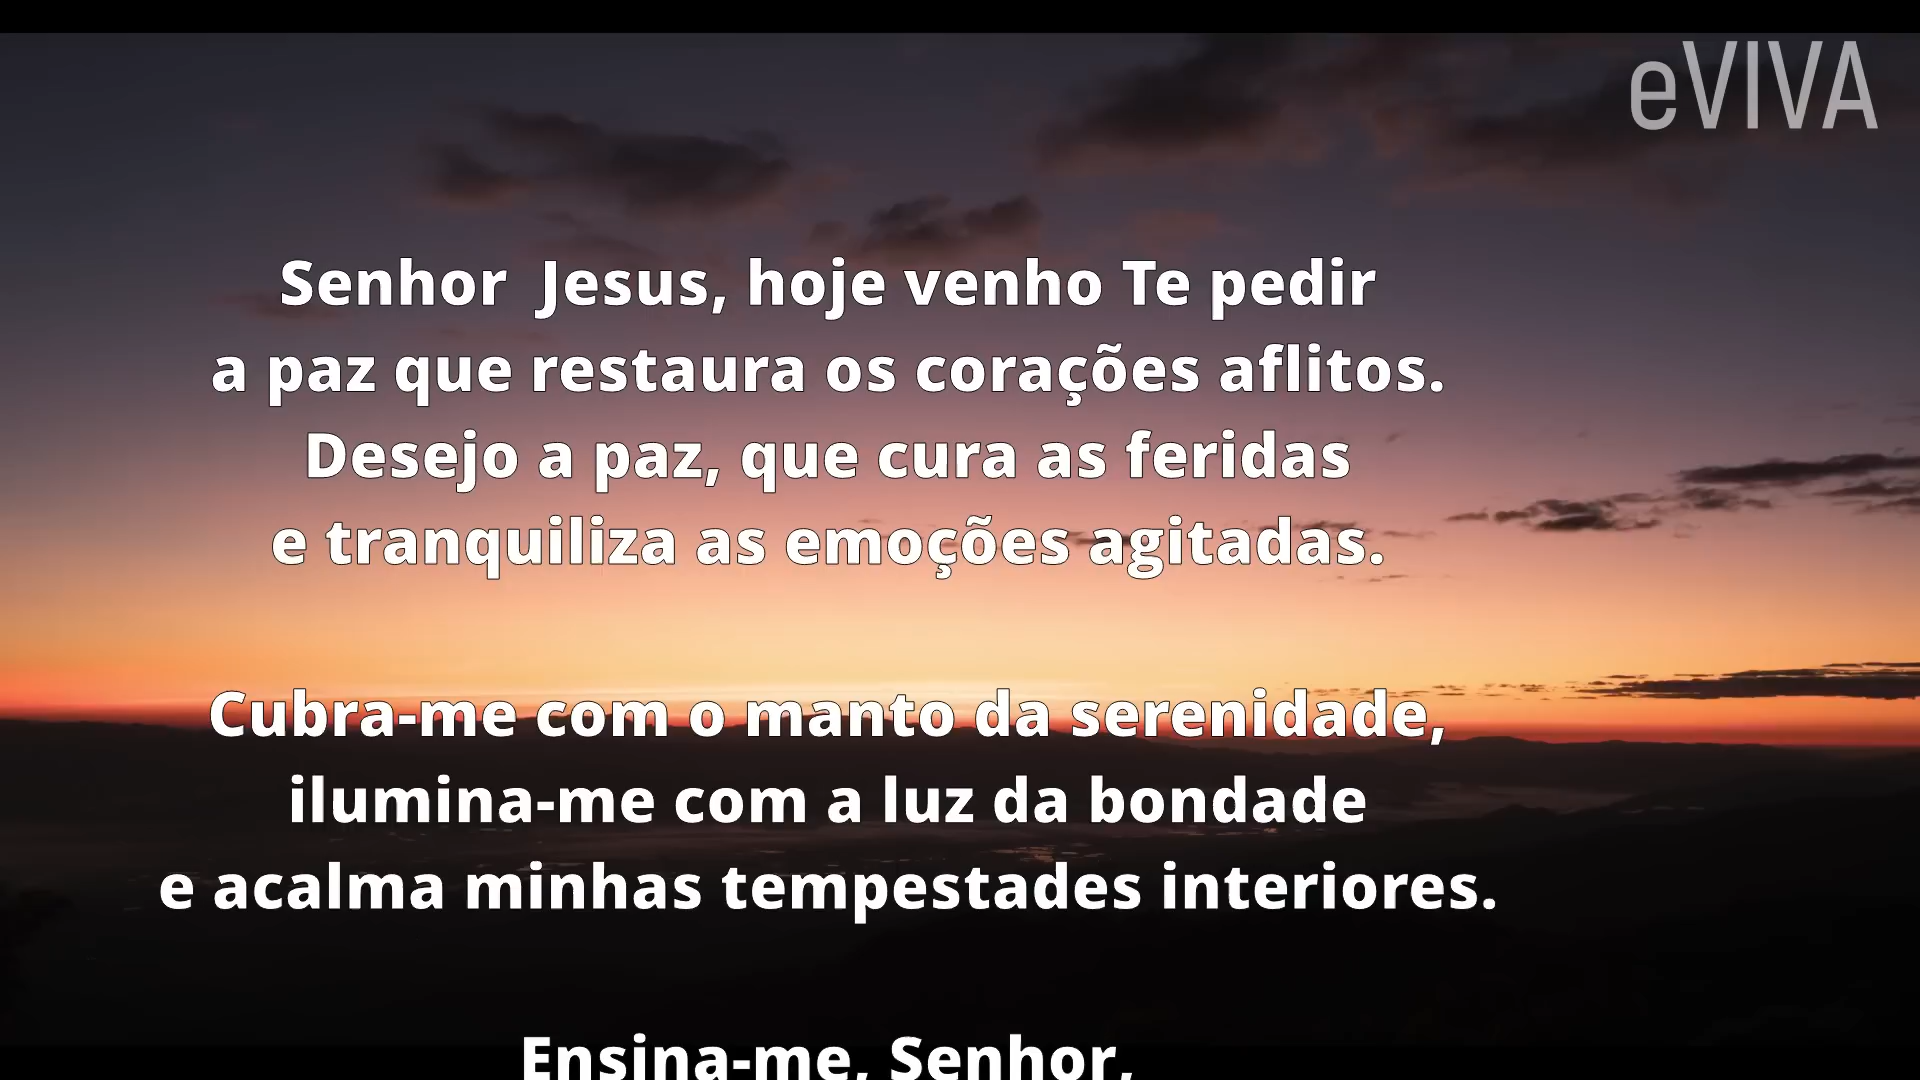 eVIVA
Senhor Jesus, hoje venho Te pedir
a paz que restaura os corações aflitos.
Desejo a paz, que cura as feridas
e tranquiliza as emoções agitadas.
Cubra-me com o manto da serenidade,
ilumina-me com a luz da bondade
e acalma minhas tempestades interiores.
Ensina-me, Senhor,